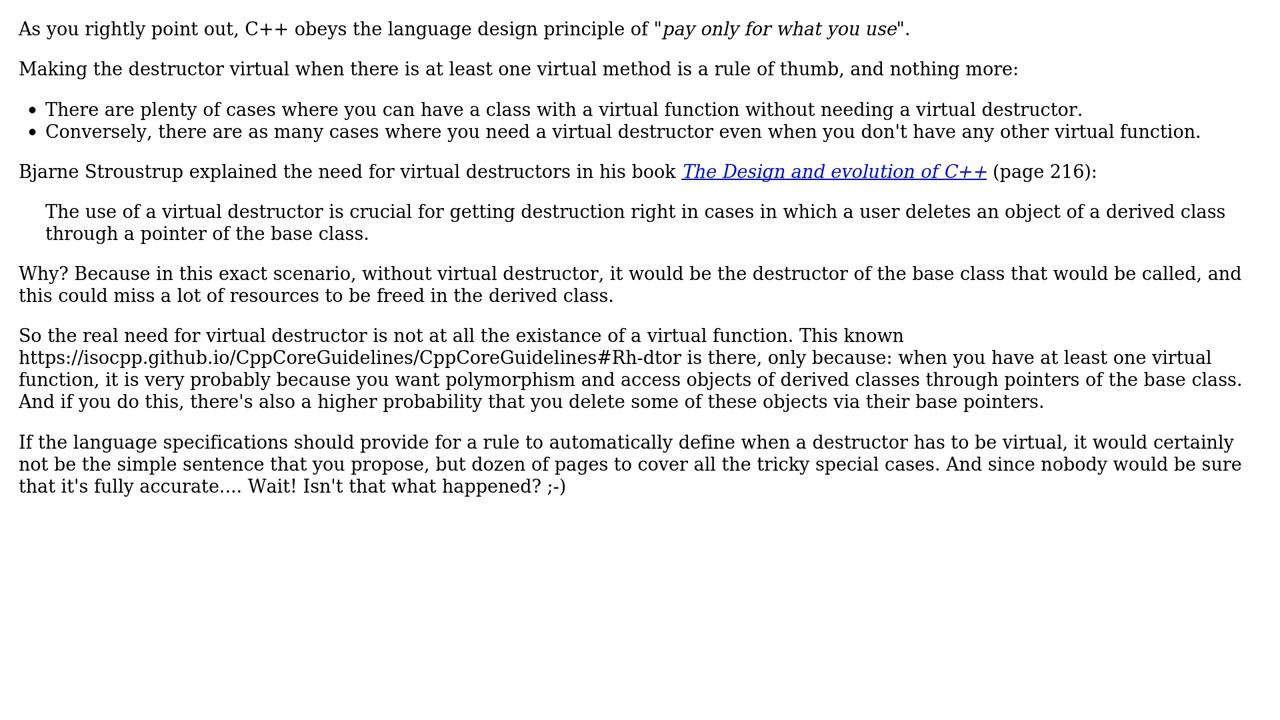 As you rightly point out, C++ obeys the language design principle of "pay only for what you use".
Making the destructor virtual when there is at least one virtual method is a rule of thumb, and nothing more:
• There are plenty of cases where you can have a class with a virtual function without needing a virtual destructor.
• Conversely, there are as many cases where you need a virtual destructor even when you don't have any other virtual function.
Bjarne Stroustrup explained the need for virtual destructors in his book The Design and evolution of C++ (page 216):
The use of a virtual destructor is crucial for getting destruction right in cases in which a user deletes an object of a derived class
through a pointer of the base class.
Why? Because in this exact scenario, without virtual destructor, it would be the destructor of the base class that would be called, and
this could miss a lot of resources to be freed in the derived class.
So the real need for virtual destructor is not at all the existance of a virtual function. This known
https://isocpp.github.io/CppCoreGuidelines/CppCoreGuidelines#Rh-dtor is there, only because: when you have at least one virtual
function, it is very probably because you want polymorphism and access objects of derived classes through pointers of the base class.
And if you do this, there's also a higher probability that you delete some of these objects via their base pointers.
If the language specifications should provide for a rule to automatically define when a destructor has to be virtual, it would certainly
not be the simple sentence that you propose, but dozen of pages to cover all the tricky special cases. And since nobody would be sure
that it's fully accurate.... Wait! Isn't that what happened? ;-)